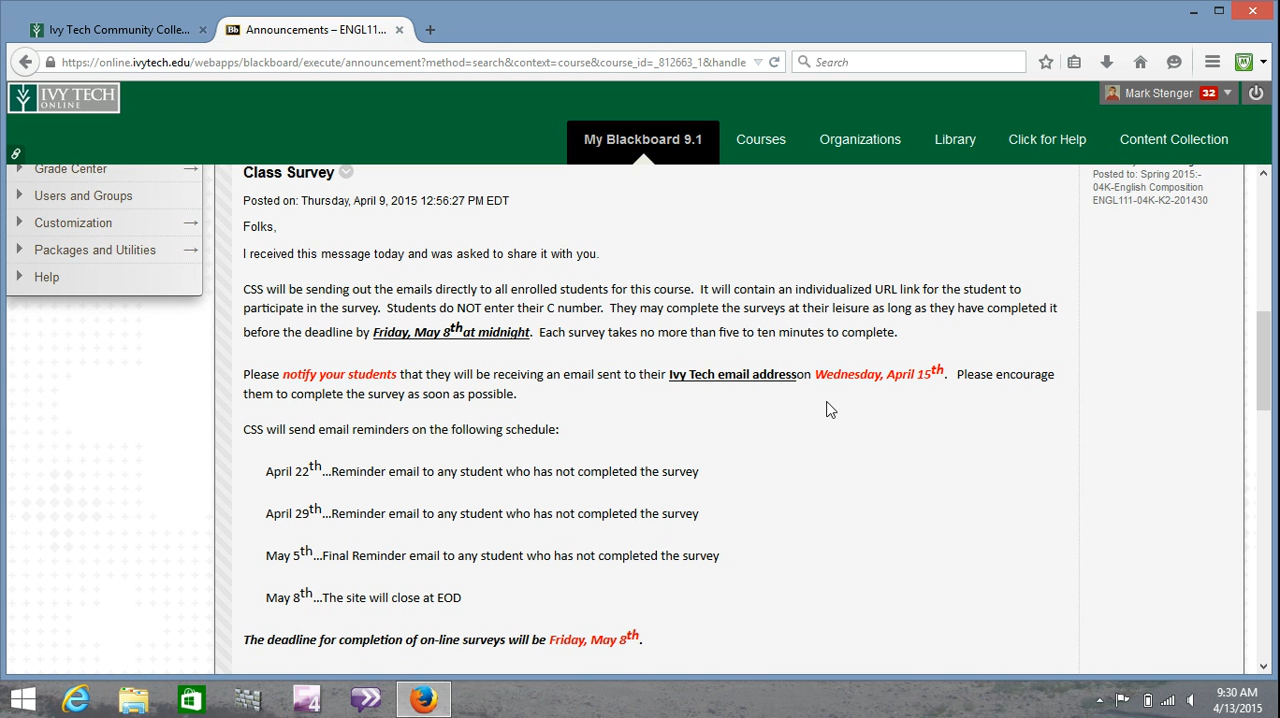 Ivy Tech Community Colle...
Bb Announcements – ENGL11...
https://online.ivytech.edu/webapps/blackboard/execute/announcement?method=search&context=course&course_id=_812663_1&handle
Search
IVY TECH
ONLINE
Mark Stenger 32
My Blackboard 9.1
Courses
Organizations
Library
Click for Help
Content Collection
Grade Center
Users and Groups
Customization
Packages and Utilities
Help
Class Survey
Posted on: Thursday, April 9, 2015 12:56:27 PM EDT
Posted to: Spring 2015:-
04K-English Composition
ENGL111-04K-K2-201430
Folks,
I received this message today and was asked to share it with you.
CSS will be sending out the emails directly to all enrolled students for this course. It will contain an individualized URL link for the student to
participate in the survey. Students do NOT enter their C number. They may complete the surveys at their leisure as long as they have completed it
before the deadline by Friday, May 8th at midnight. Each survey takes no more than five to ten minutes to complete.
Please notify your students that they will be receiving an email sent to their Ivy Tech email addresson Wednesday, April 15th. Please encourage
them to complete the survey as soon as possible.
CSS will send email reminders on the following schedule:
April 22th...Reminder email to any student who has not completed the survey
April 29th...Reminder email to any student who has not completed the survey
May 5th...Final Reminder email to any student who has not completed the survey
May 8th...The site will close at EOD
The deadline for completion of on-line surveys will be Friday, May 8th.
9:30 AM
4/13/2015